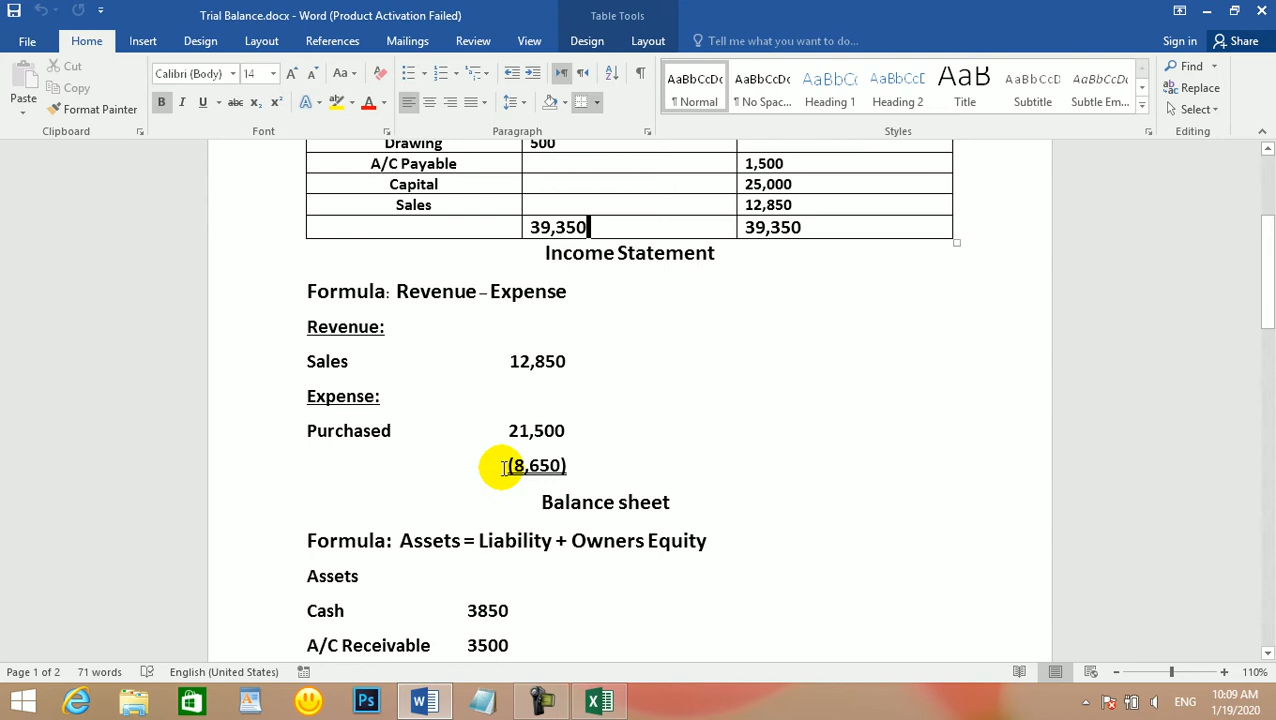 Trial Balance.docx - Word (Product Activation Failed)
Table Tools
File Home Insert Design Layout References Mailings Review View Design Layout Tell me what you want to do... Sign in Share
Paste
Cut
Copy
Format Painter
Clipboard
Calibri (Body) 14
Aa
B I U abc x₂ x²
Font
Paragraph
AaBbCcDc AaBbCcDc AaBbCc AaBbCcD AaB AaBbCcD AaBbCcD
¶ Normal ¶ No Spac... Heading 1 Heading 2 Title Subtitle Subtle Em...
Styles
Find
Replace
Select
Editing
Drawing 500
A/C Payable 1,500
Capital 25,000
Sales 12,850
39,350 39,350
Income Statement
Formula: Revenue – Expense
Revenue:
Sales 12,850
Expense:
Purchased 21,500
(8,650)
Balance sheet
Formula: Assets = Liability + Owners Equity
Assets
Cash 3850
A/C Receivable 3500
Page 1 of 2 71 words English (United States) 110%
Ps
ENG
10:09 AM
1/19/2020